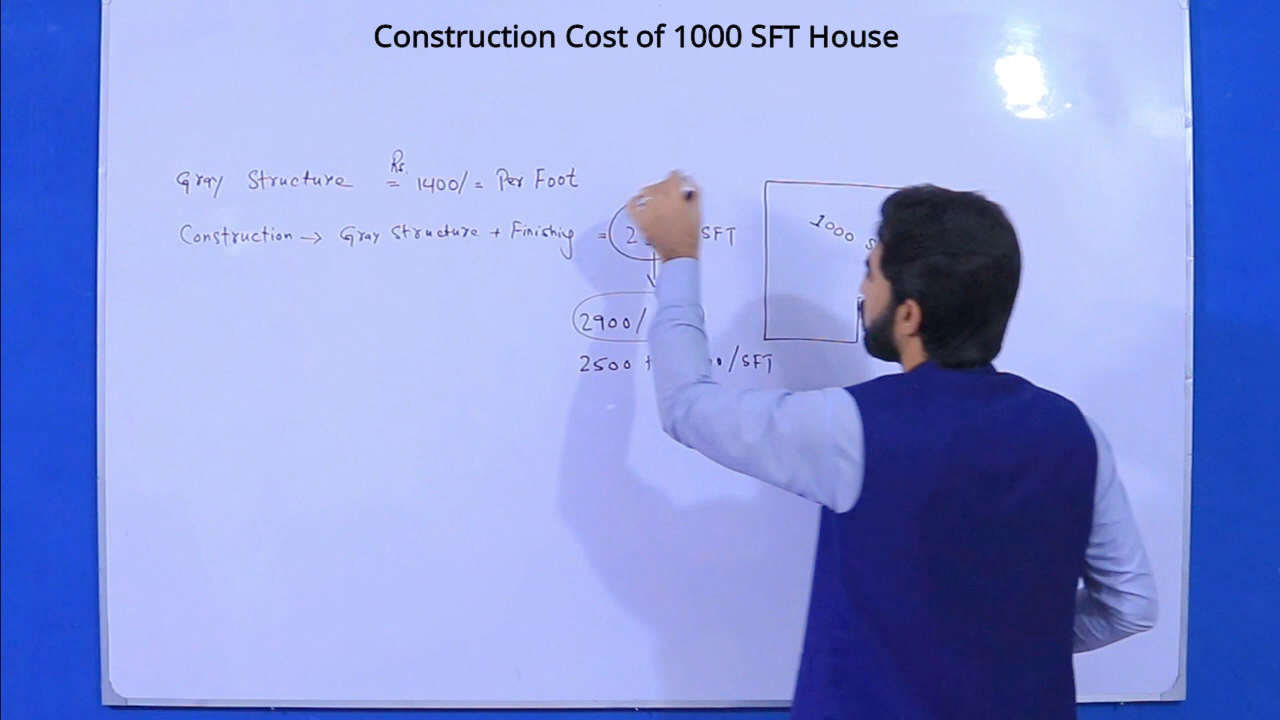 Construction Cost of 1000 SFT House
Gray Structure = Rs. 1400/= Per Foot
Construction → Gray Structure + Finishing = SFT
1000
2900/
2500 /SFT